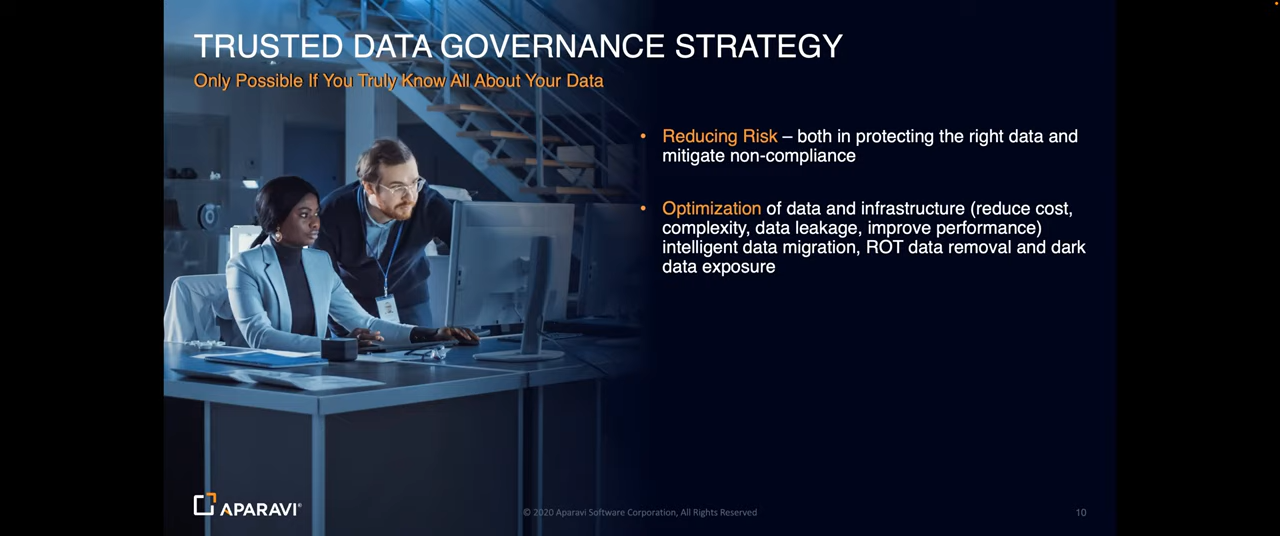 TRUSTED DATA GOVERNANCE STRATEGY
Only Possible If You Truly Know All About Your Data
• Reducing Risk – both in protecting the right data and
mitigate non-compliance
• Optimization of data and infrastructure (reduce cost,
complexity, data leakage, improve performance)
intelligent data migration, ROT data removal and dark
data exposure
APARAVI®
© 2020 Aparavi Software Corporation, All Rights Reserved
10